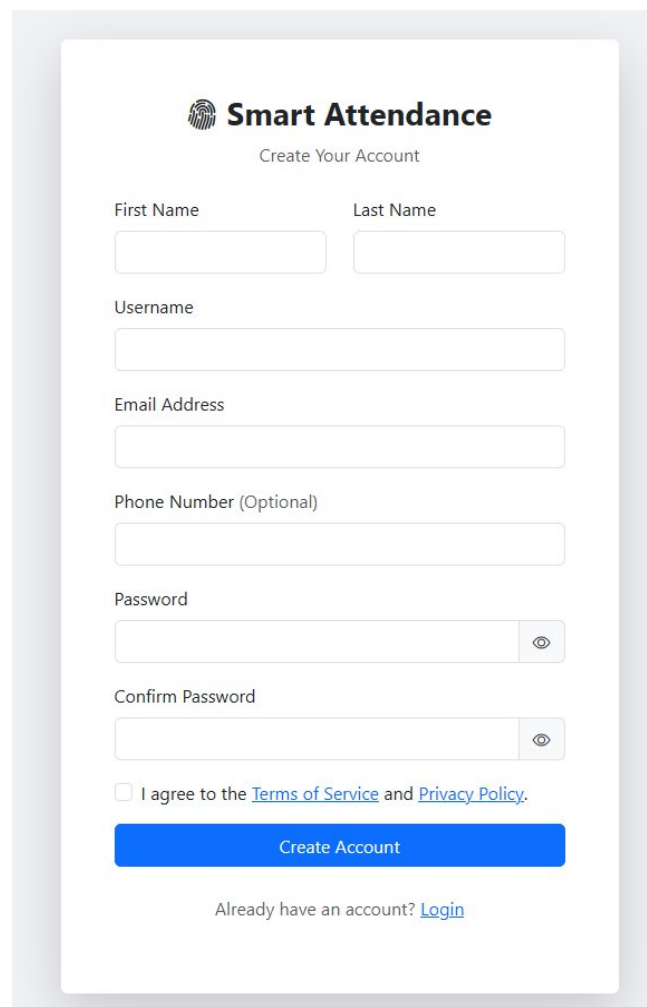 Smart Attendance
Create Your Account
First Name Last Name
Username
Email Address
Phone Number (Optional)
Password
Confirm Password
I agree to the Terms of Service and Privacy Policy.
Create Account
Already have an account? Login